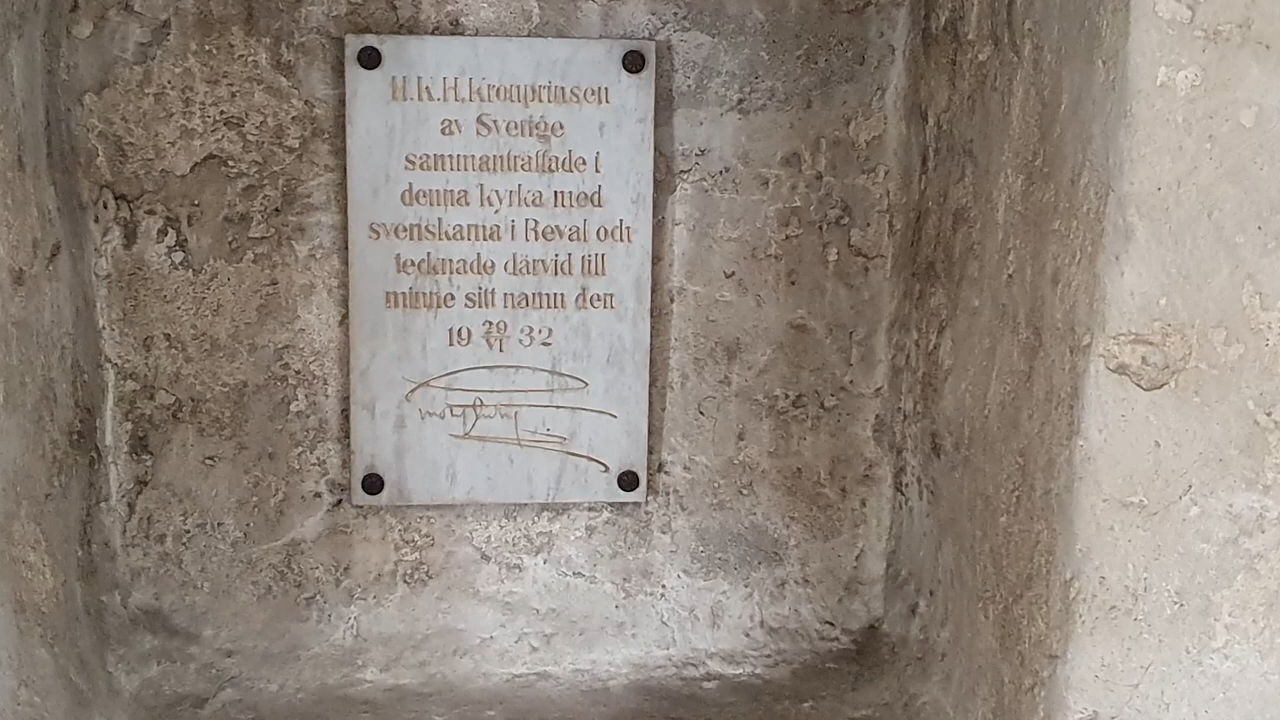 H.K.H.Kronprinsen
av Sverige
sammanträffade i
denna kyrka med
svenskarna i Reval och
tecknade därvid till
minne sitt namn den
19 29/VI 32